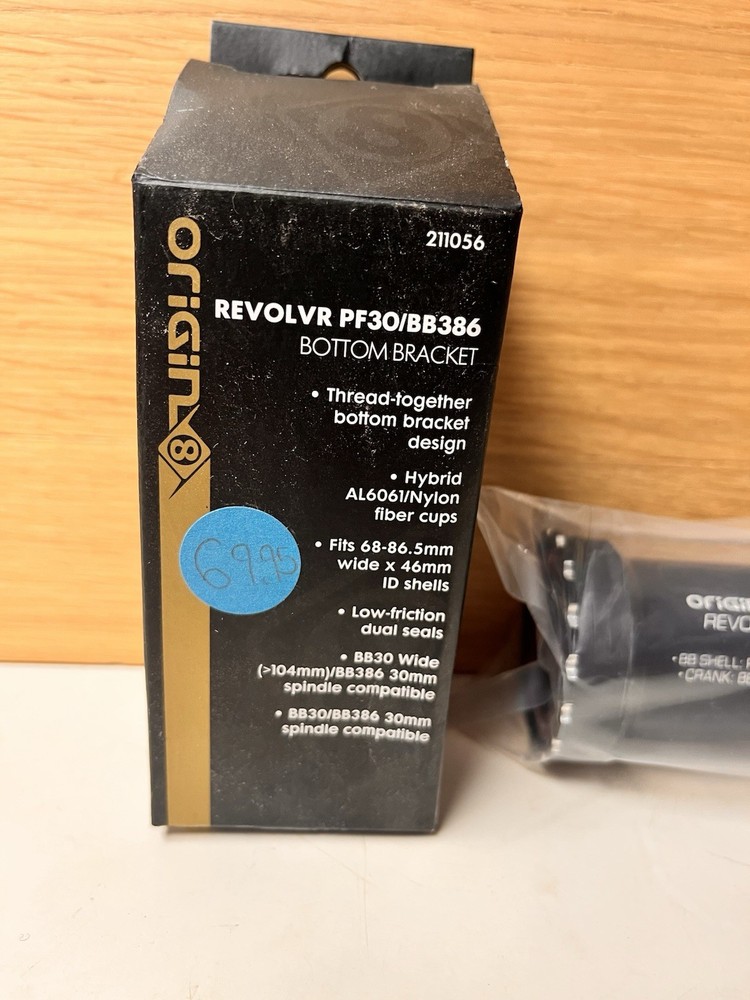 211056
ORIGIN8
REVOLVR PF30/BB386
BOTTOM BRACKET
• Thread-together
bottom bracket
design
• Hybrid
AL6061/Nylon
fiber cups
69.95
• Fits 68-86.5mm
wide x 46mm
ID shells
• Low-friction
dual seals
• BB30 Wide
(>104mm)/BB386 30mm
spindle compatible
• BB30/BB386 30mm
spindle compatible
ORIGIN
REVO
• BB SHELL:
• CRANK: BB